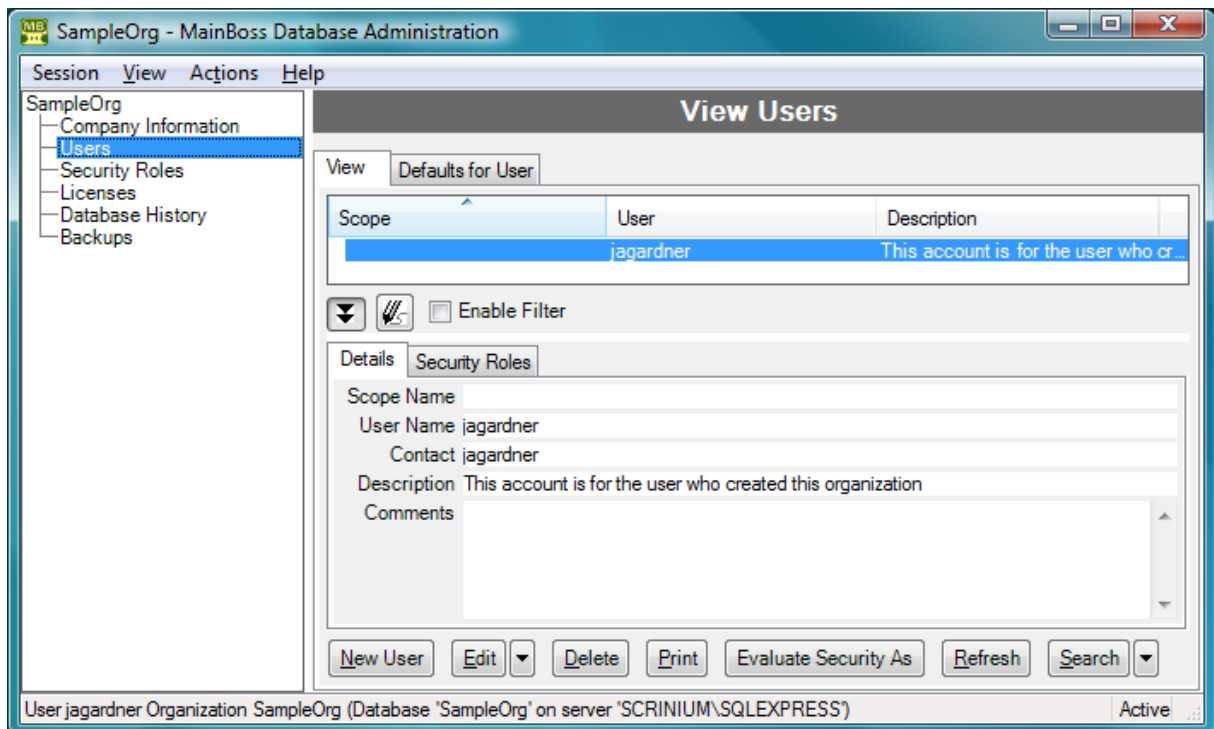 SampleOrg - MainBoss Database Administration
Session View Actions Help
SampleOrg
Company Information
Users
Security Roles
Licenses
Database History
Backups
View Users
View Defaults for User
Scope User Description
jagardner This account is for the user who cr...
Enable Filter
Details Security Roles
Scope Name
User Name jagardner
Contact jagardner
Description This account is for the user who created this organization
Comments
New User Edit Delete Print Evaluate Security As Refresh Search
User jagardner Organization SampleOrg (Database 'SampleOrg' on server 'SCRINIUM\SQLEXPRESS') Active